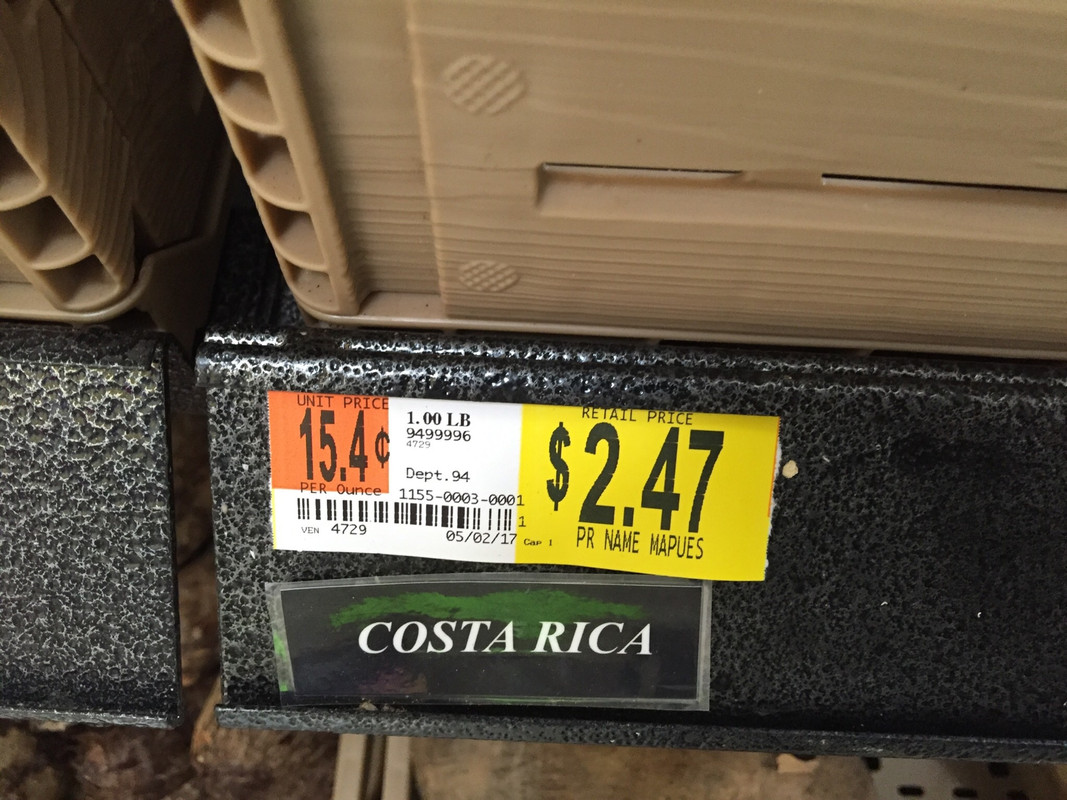 UNIT PRICE
15.4¢
PER Ounce
1.00 LB
9499996
4729
Dept.94
1155-0003-0001
1
VEN 4729
05/02/17
Cap 1
RETAIL PRICE
$2.47
PR NAME MAPUES
COSTA RICA